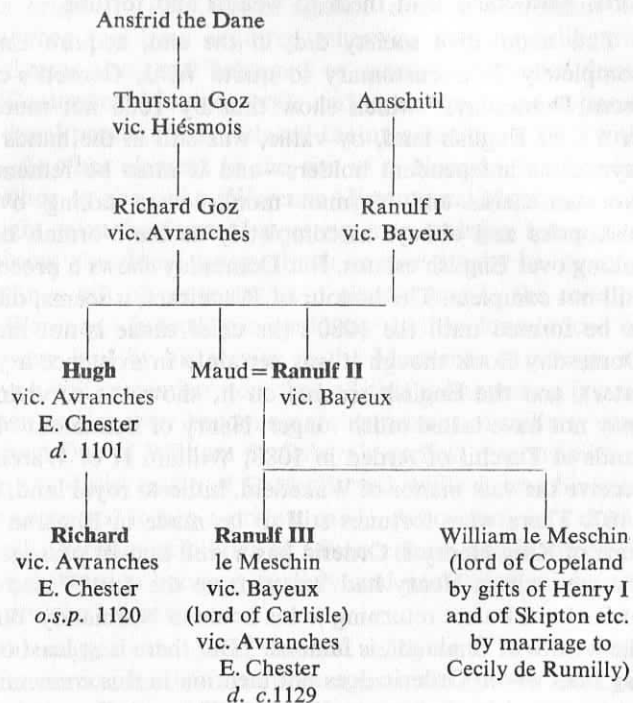 Ansfrid the Dane
Thurstan Goz
vic. Hiésmois
Anschitil
Richard Goz
vic. Avranches
Ranulf I
vic. Bayeux
Hugh
vic. Avranches
E. Chester
d. 1101
Maud = Ranulf II
vic. Bayeux
Richard
vic. Avranches
E. Chester
o.s.p. 1120
Ranulf III
le Meschin
vic. Bayeux
(lord of Carlisle)
vic. Avranches
E. Chester
d. c.1129
William le Meschin
(lord of Copeland
by gifts of Henry I
and of Skipton etc.
by marriage to
Cecily de Rumilly)